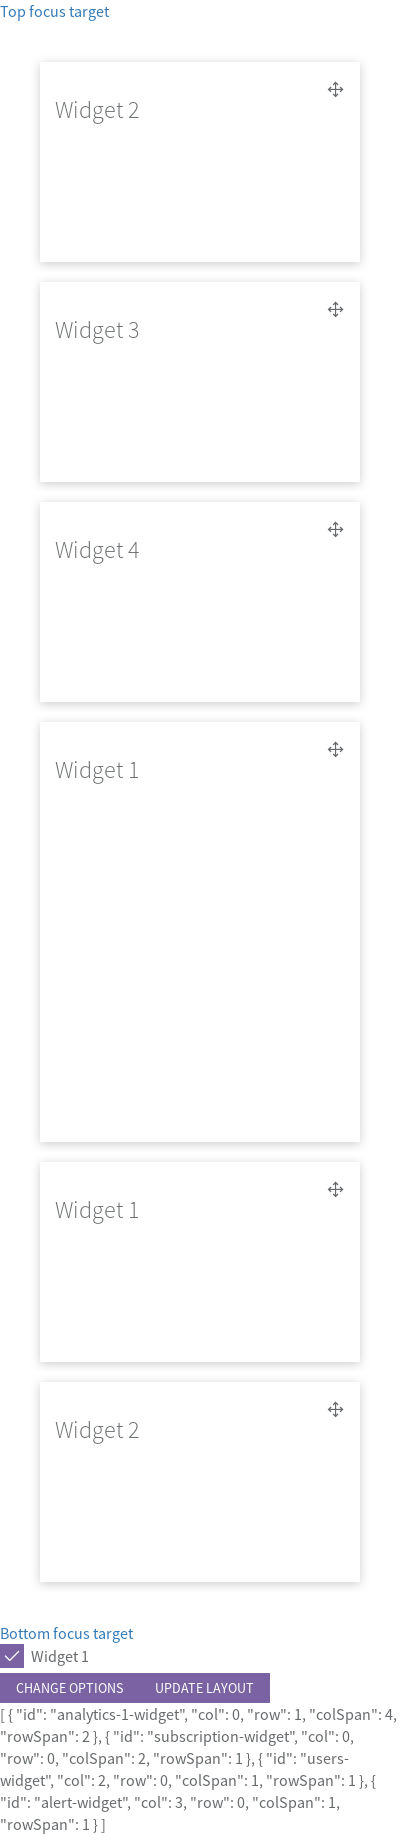 Top focus target
Widget 2
Widget 3
Widget 4
Widget 1
Widget 1
Widget 2
Bottom focus target
Widget 1
CHANGE OPTIONS UPDATE LAYOUT
[ { "id": "analytics-1-widget", "col": 0, "row": 1, "colSpan": 4,
"rowSpan": 2 }, { "id": "subscription-widget", "col": 0,
"row": 0, "colSpan": 2, "rowSpan": 1 }, { "id": "users-
widget", "col": 2, "row": 0, "colSpan": 1, "rowSpan": 1 }, {
"id": "alert-widget", "col": 3, "row": 0, "colSpan": 1,
"rowSpan": 1 } ]